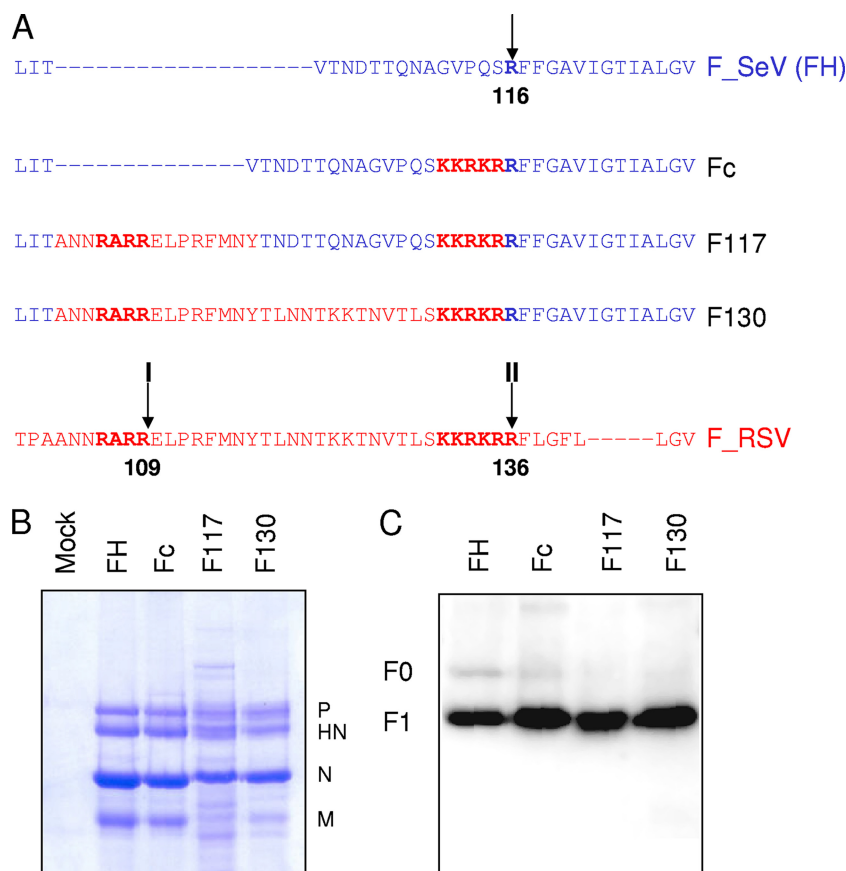 A
LIT-------------------VTNDTTQNAGVPQSRFFGAVIGTIALGV F_SeV (FH)
116
LIT--------------VTNDTTQNAGVPQSKKRKRRFFGAVIGTIALGV Fc
LITANNRARRELPRFMNYTNDTTQNAGVPQSKKRKRRFFGAVIGTIALGV F117
LITANNRARRELPRFMNYTLNNTKKTNVTLSKKRKRRFFGAVIGTIALGV F130
I II
TPAANNRARRELPRFMNYTLNNTKKTNVTLSKKRKRRFLGFL-----LGV F_RSV
109 136
B
Mock FH Fc F117 F130
P
HN
N
M
C
FH Fc F117 F130
F0
F1